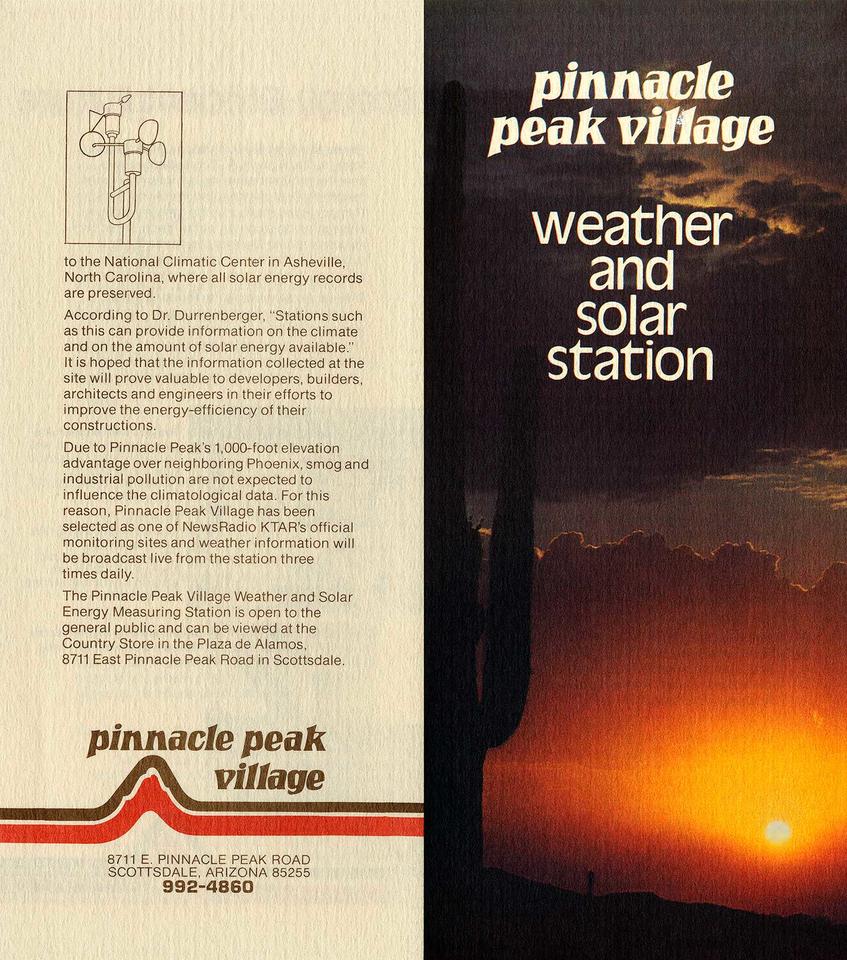 to the National Climatic Center in Asheville,
North Carolina, where all solar energy records
are preserved.
According to Dr. Durrenberger, “Stations such
as this can provide information on the climate
and on the amount of solar energy available.”
It is hoped that the information collected at the
site will prove valuable to developers, builders,
architects and engineers in their efforts to
improve the energy-efficiency of their
constructions.
Due to Pinnacle Peak’s 1,000-foot elevation
advantage over neighboring Phoenix, smog and
industrial pollution are not expected to
influence the climatological data. For this
reason, Pinnacle Peak Village has been
selected as one of NewsRadio KTAR’s official
monitoring sites and weather information will
be broadcast live from the station three
times daily.
The Pinnacle Peak Village Weather and Solar
Energy Measuring Station is open to the
general public and can be viewed at the
Country Store in the Plaza de Alamos,
8711 East Pinnacle Peak Road in Scottsdale.
pinnacle peak
village
8711 E. PINNACLE PEAK ROAD
SCOTTSDALE, ARIZONA 85255
992-4860
pinnacle
peak village
weather
and
solar
station